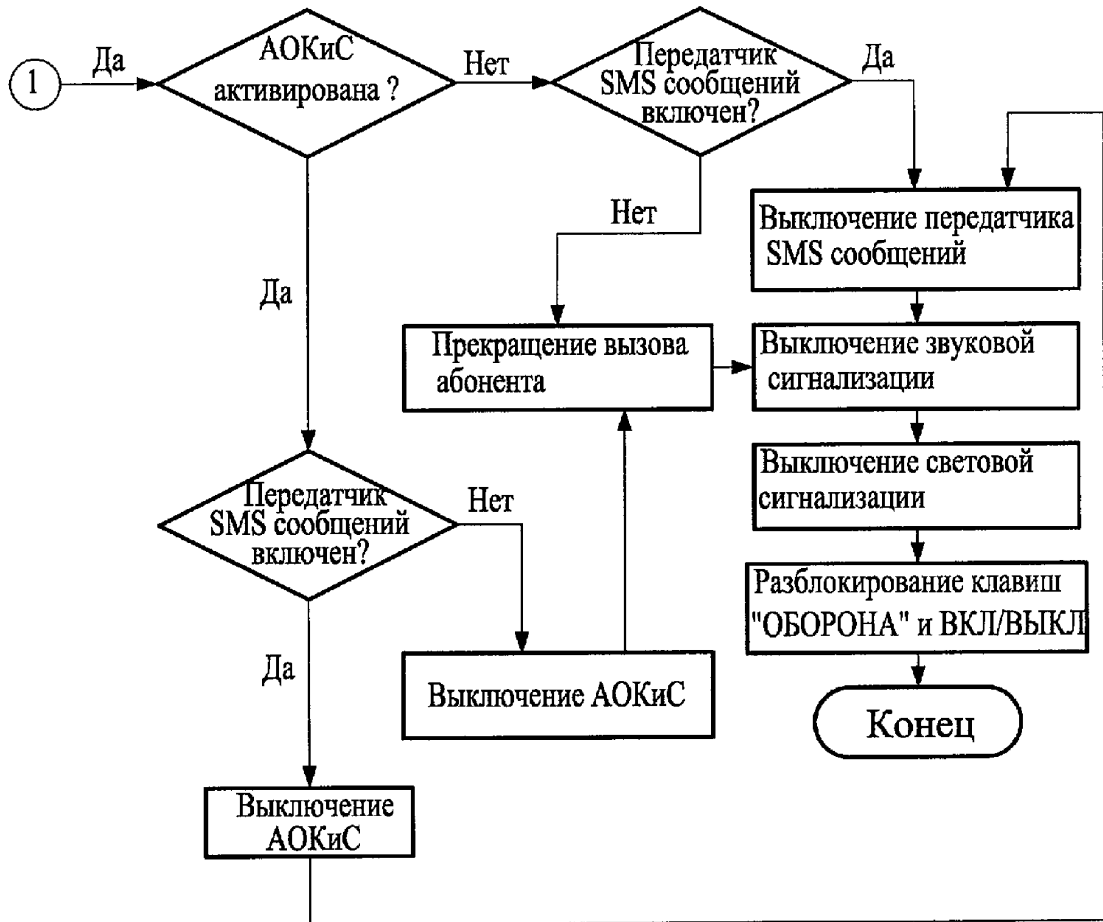 1
Да
АОКиС
активирована ?
Нет
Передатчик
SMS сообщений
включен?
Да
Нет
Выключение передатчика
SMS сообщений
Да
Прекращение вызова
абонента
Выключение звуковой
сигнализации
Выключение световой
сигнализации
Передатчик
SMS сообщений
включен?
Нет
Разблокирование клавиш
"ОБОРОНА" и ВКЛ/ВЫКЛ
Да
Выключение АОКиС
Конец
Выключение
АОКиС